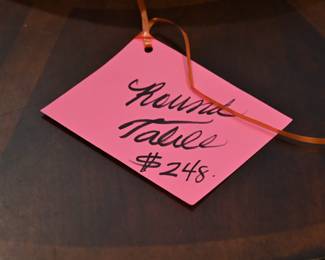 Round
Table
$248.